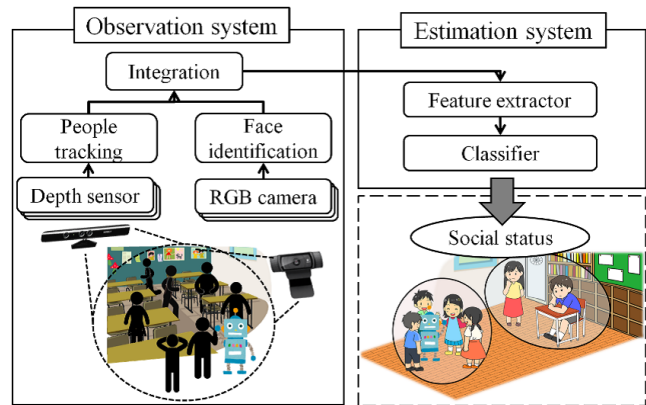 Observation system
Integration
People
tracking
Face
identification
Depth sensor
RGB camera
Estimation system
Feature extractor
Classifier
Social status